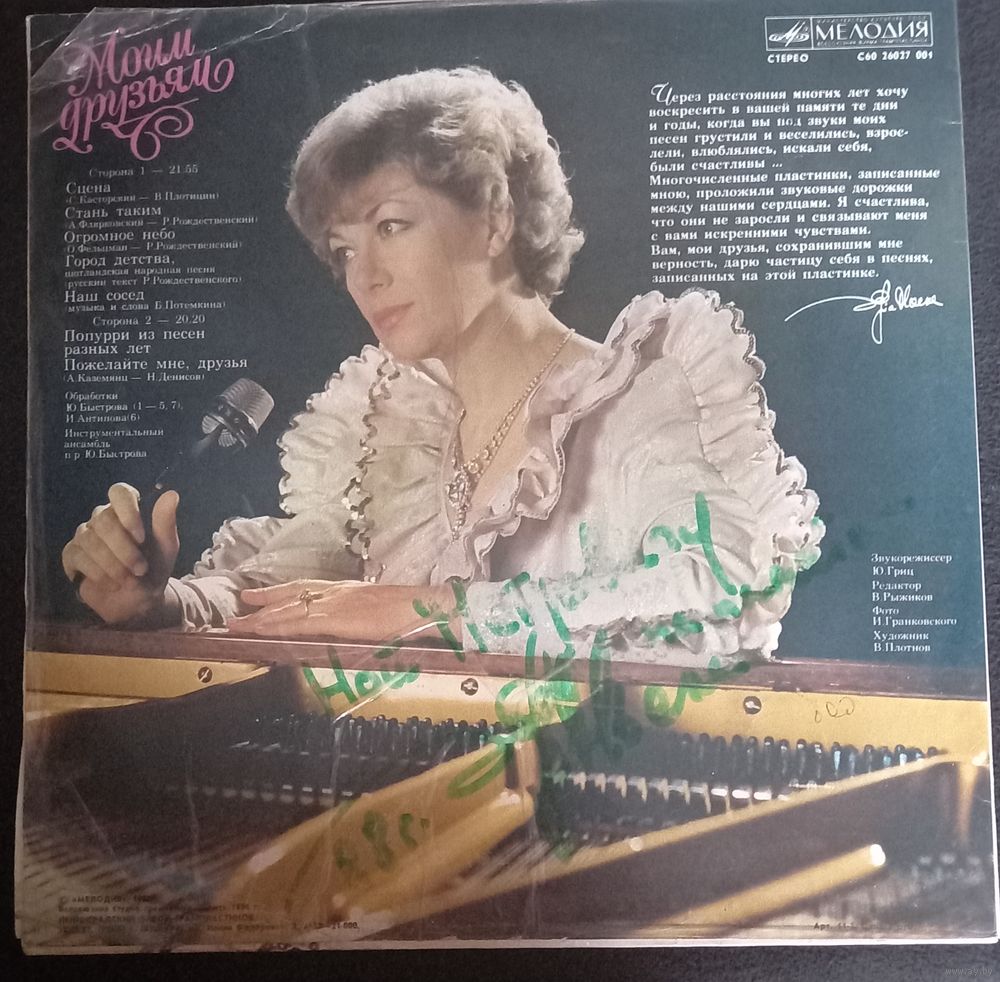 Моим
друзьям
МЕЛОДИЯ
СТЕРЕО
С60 26027 001
Сторона 1 — 21.55
Сцена
(С.Касторский — В.Плотицин)
Стань таким
(А.Флярковский — Р.Рождественский)
Огромное небо
(О.Фельцман — Р.Рождественский)
Город детства,
шотландская народная песня
(русский текст Р.Рождественского)
Наш сосед
(музыка и слова Б.Потемкина)
Сторона 2 — 20.20
Попурри из песен
разных лет
Пожелайте мне, друзья
(А.Каземянц — Н.Денисов)
Обработки
Ю.Быстрова (1 — 5, 7),
И.Антипова(6)
Инструментальный
ансамбль
п/р Ю.Быстрова
Через расстояния многих лет хочу
воскресить в вашей памяти те дни
и годы, когда вы под звуки моих
песен грустили и веселились, взрос-
лели, влюблялись, искали себя,
были счастливы ...
Многочисленные пластинки, записанные
мною, проложили звуковые дорожки
между нашими сердцами. Я счастлива,
что они не заросли и связывают меня
с вами искренними чувствами.
Вам, мои друзья, сохранившим мне
верность, дарю частицу себя в песнях,
записанных на этой пластинке.
Звукорежиссер
Ю.Гриц
Редактор
В.Рыжиков
Фото
И.Гранковского
Художник
В.Плотнов
© «МЕЛОДИЯ»
www.ay.by